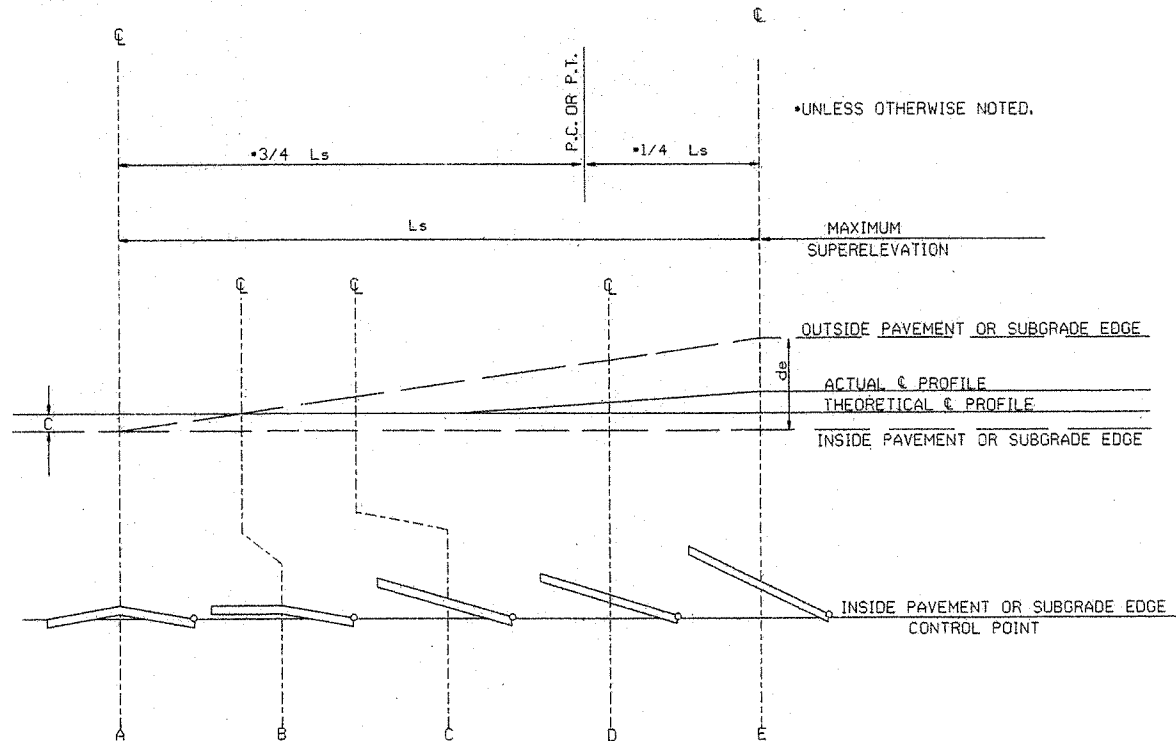 ℄
℄
P.C. OR P.T.
*UNLESS OTHERWISE NOTED.
*3/4 Ls
*1/4 Ls
Ls
MAXIMUM
SUPERELEVATION
℄
℄
℄
OUTSIDE PAVEMENT OR SUBGRADE EDGE
de
ACTUAL ℄ PROFILE
THEORETICAL ℄ PROFILE
C
INSIDE PAVEMENT OR SUBGRADE EDGE
INSIDE PAVEMENT OR SUBGRADE EDGE
CONTROL POINT
A
B
C
D
E